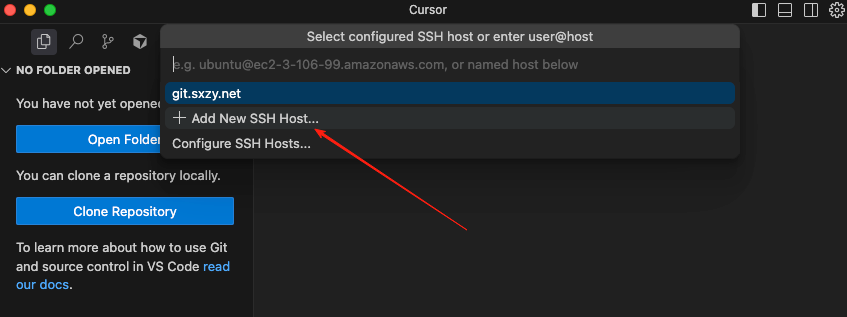 Cursor
Select configured SSH host or enter user@host
e.g. ubuntu@ec2-3-106-99.amazonaws.com, or named host below
git.sxzy.net
Add New SSH Host...
Configure SSH Hosts...
NO FOLDER OPENED
You have not yet opened
Open Folder
You can clone a repository locally.
Clone Repository
To learn more about how to use Git
and source control in VS Code read
our docs.